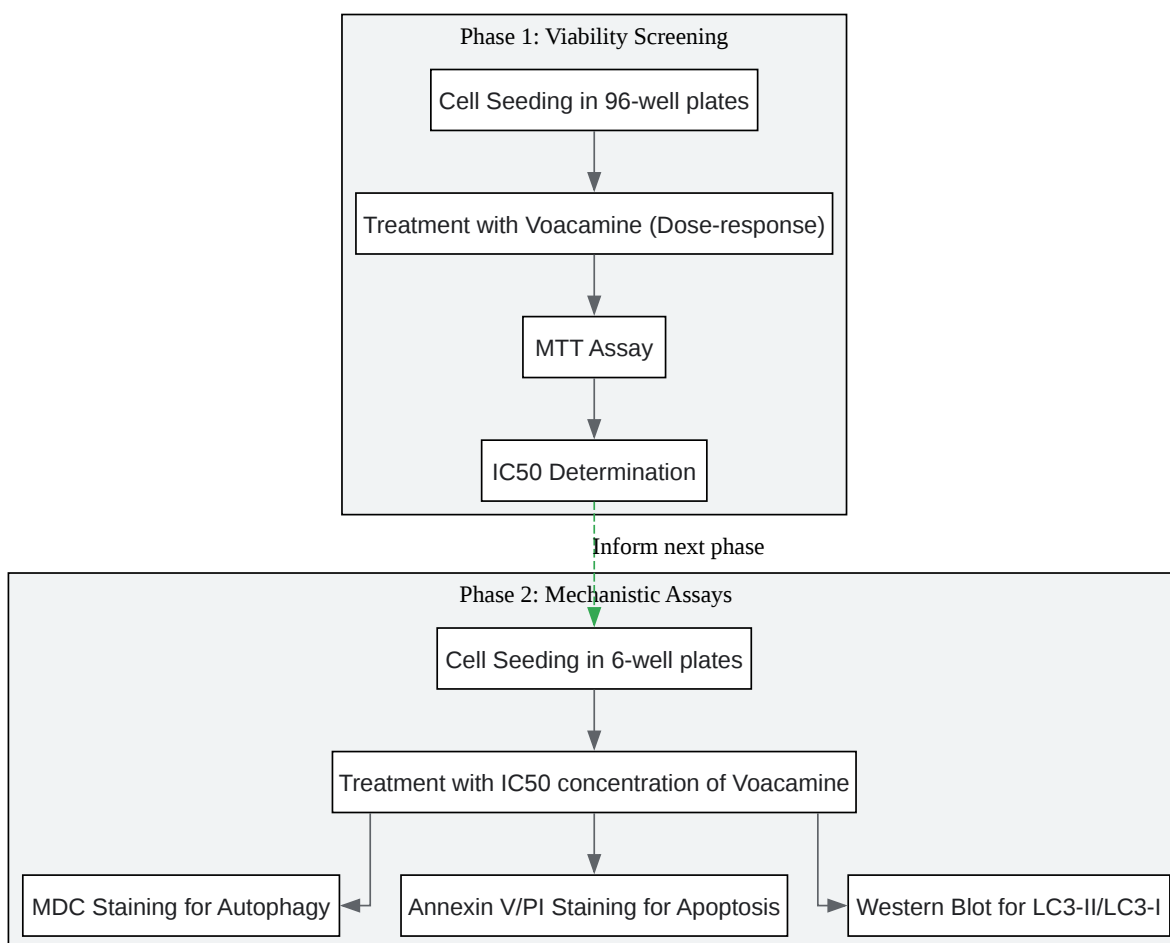 Phase 1: Viability Screening
Cell Seeding in 96-well plates
Treatment with Voacamine (Dose-response)
MTT Assay
IC50 Determination
Inform next phase
Phase 2: Mechanistic Assays
Cell Seeding in 6-well plates
Treatment with IC50 concentration of Voacamine
MDC Staining for Autophagy
Annexin V/PI Staining for Apoptosis
Western Blot for LC3-II/LC3-I